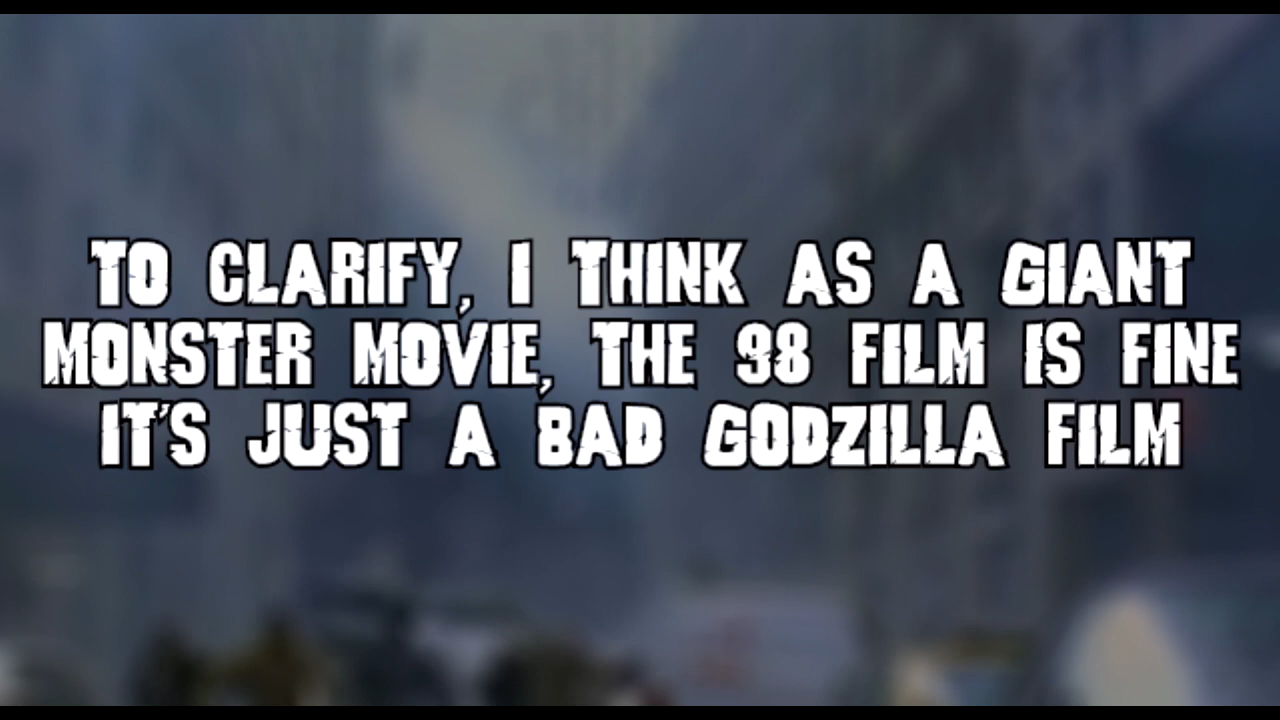 TO CLARIFY, I THINK AS A GIANT
MONSTER MOVIE, THE 98 FILM IS FINE
IT'S JUST A BAD GODZILLA FILM